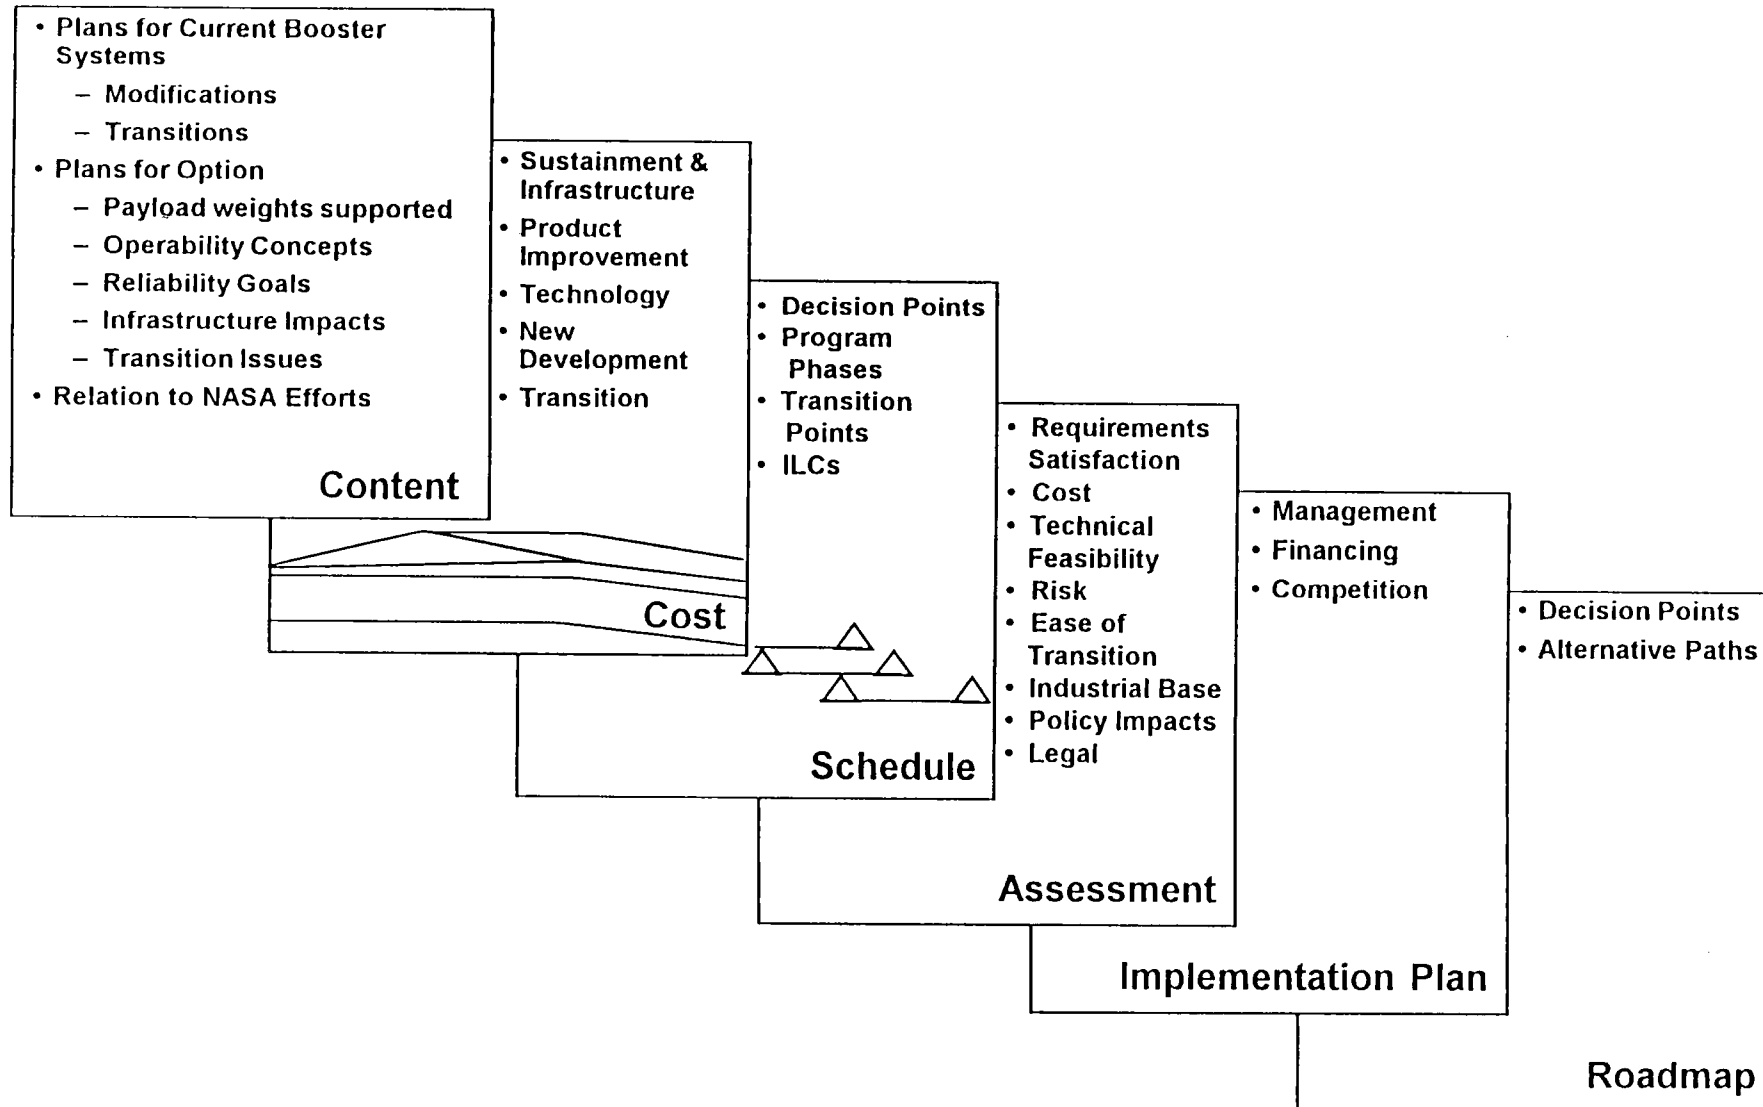 • Plans for Current Booster
Systems
– Modifications
– Transitions
• Plans for Option
– Payload weights supported
– Operability Concepts
– Reliability Goals
– Infrastructure Impacts
– Transition Issues
• Relation to NASA Efforts
Content
• Sustainment &
Infrastructure
• Product
Improvement
• Technology
• New
Development
• Transition
Cost
• Decision Points
• Program
Phases
• Transition
Points
• ILCs
Schedule
• Requirements
Satisfaction
• Cost
• Technical
Feasibility
• Risk
• Ease of
Transition
• Industrial Base
• Policy Impacts
• Legal
Assessment
• Management
• Financing
• Competition
Implementation Plan
• Decision Points
• Alternative Paths
Roadmap